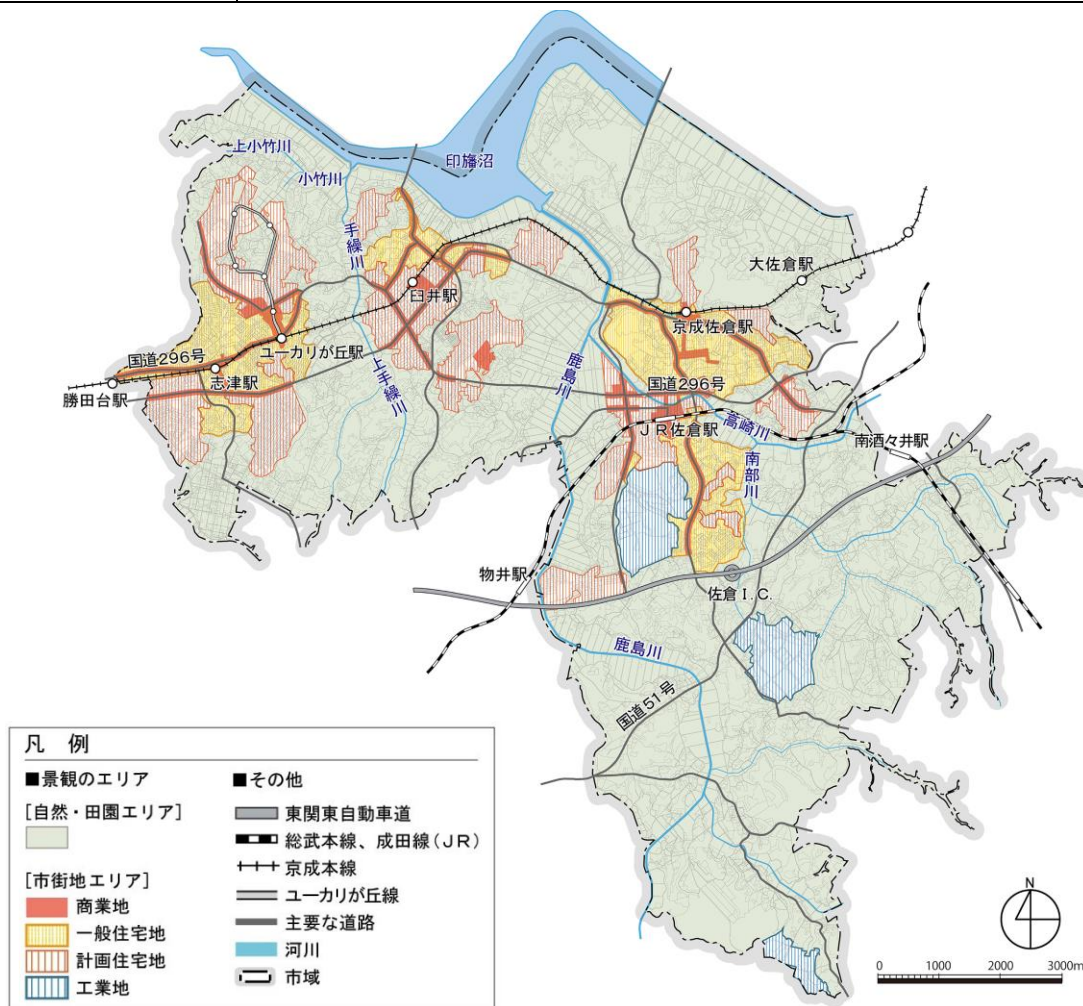 印旛沼
上小竹川
小竹川
手繰川
大佐倉駅
臼井駅
京成佐倉駅
ユーカリが丘駅
国道296号
志津駅
勝田台駅
上手繰川
鹿島川
国道296号
JR佐倉駅
高崎川
南酒々井駅
南部川
物井駅
佐倉I.C.
鹿島川
国道51号
凡 例
■景観のエリア
[自然・田園エリア]
[市街地エリア]
商業地
一般住宅地
計画住宅地
工業地
■その他
東関東自動車道
総武本線、成田線(JR)
京成本線
ユーカリが丘線
主要な道路
河川
市域
N
0 1000 2000 3000m